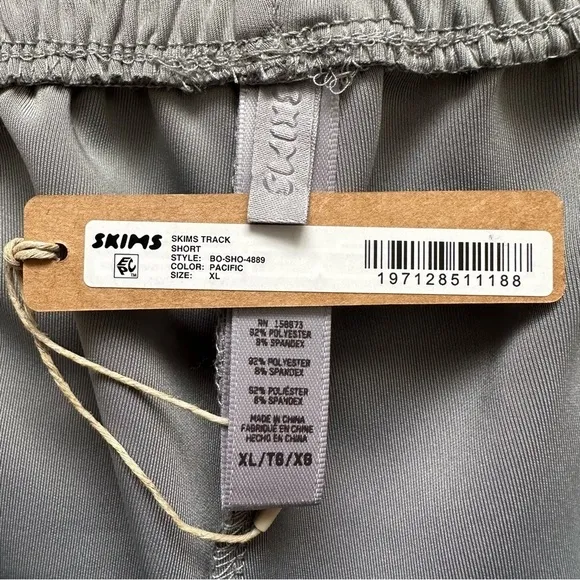 SKIMS
SKIMS
SKIMS TRACK
SHORT
STYLE: BO-SHO-4889
COLOR: PACIFIC
SIZE: XL
197128511188
RN 158673
92% POLYESTER
8% SPANDEX
92% POLYESTER
8% SPANDEX
92% POLIÉSTER
8% SPANDEX
MADE IN CHINA
FABRIQUÉ EN CHINE
HECHO EN CHINA
XL/TG/XG